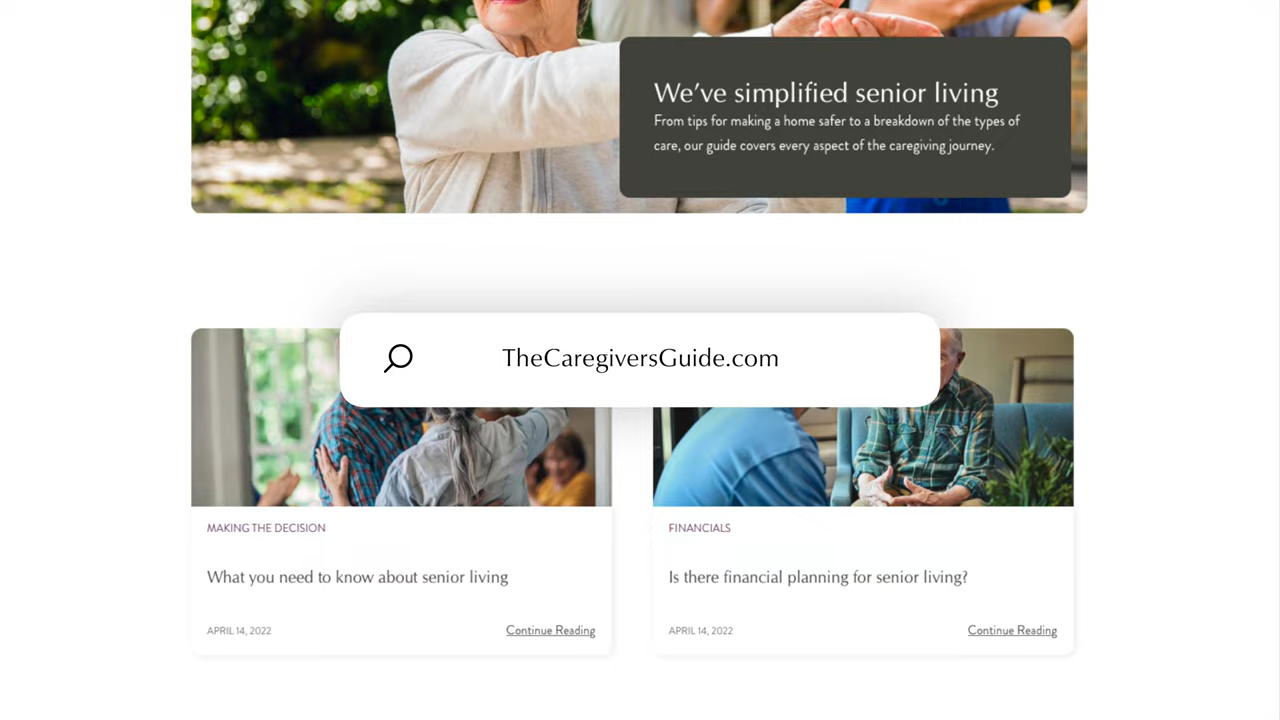 We've simplified senior living
From tips for making a home safer to a breakdown of the types of
care, our guide covers every aspect of the caregiving journey.
TheCaregiversGuide.com
MAKING THE DECISION
What you need to know about senior living
APRIL 14, 2022
Continue Reading
FINANCIALS
Is there financial planning for senior living?
APRIL 14, 2022
Continue Reading